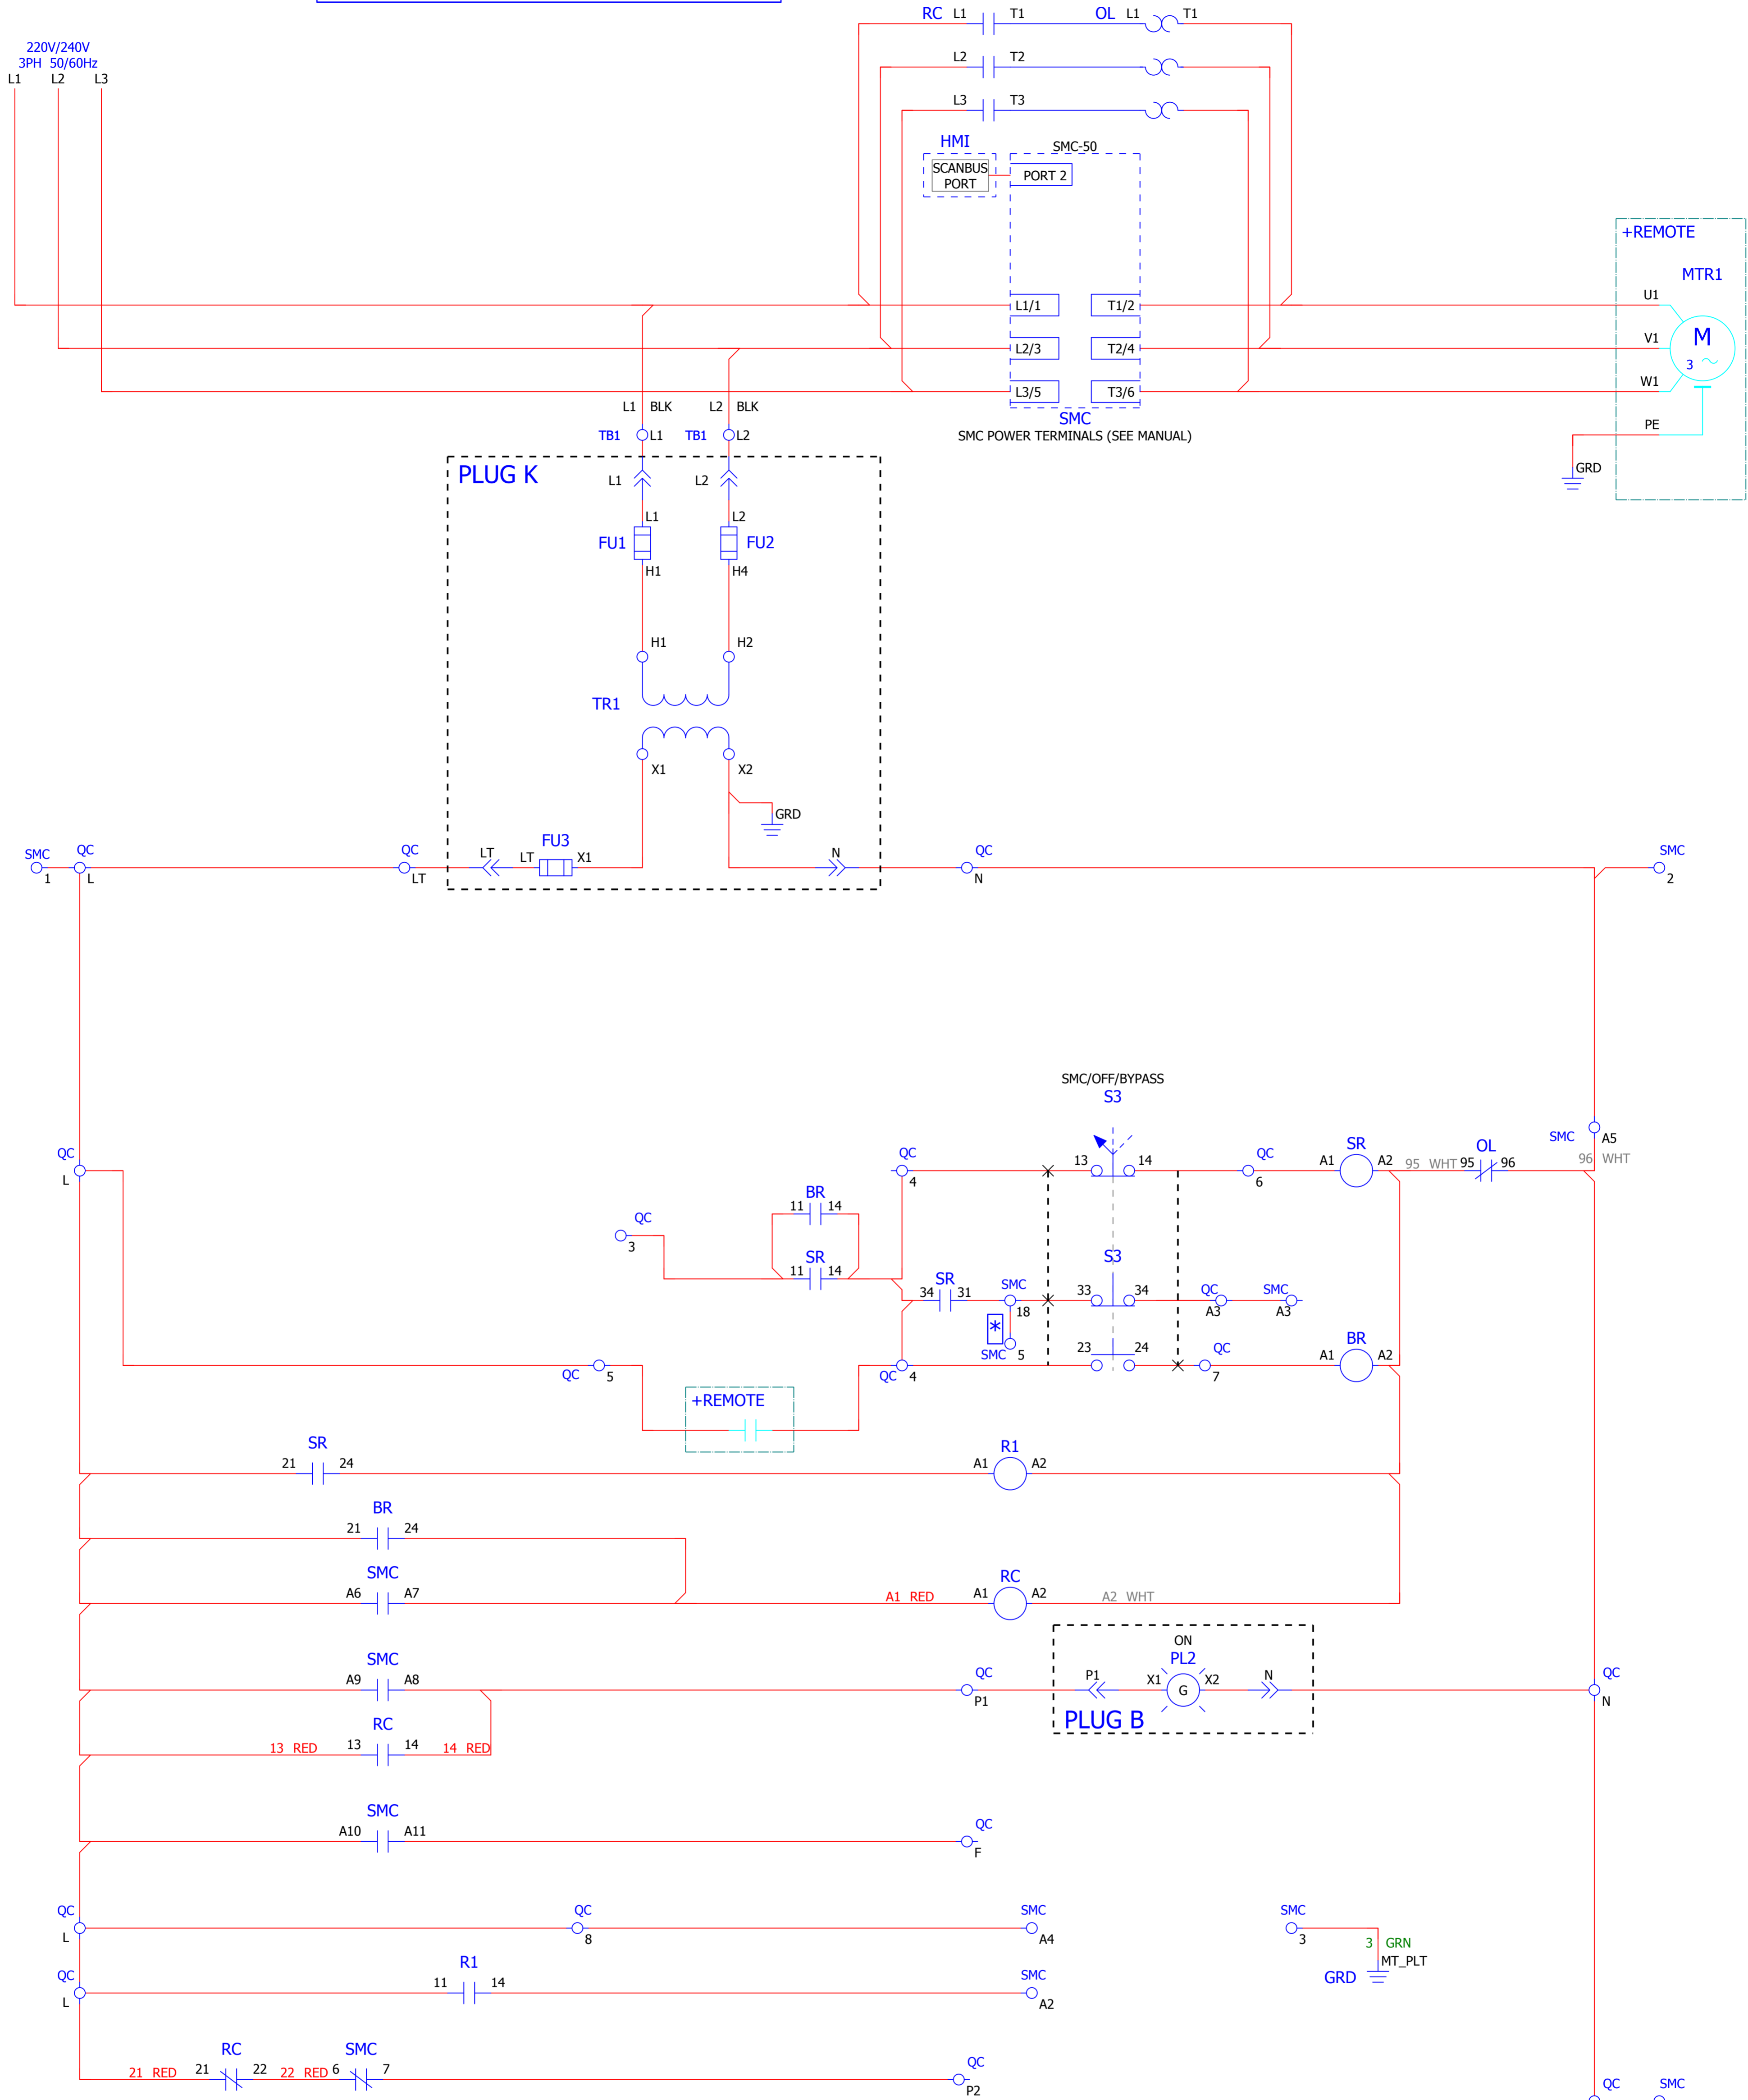 RC L1 T1 OL L1 T1
220V/240V
3PH 50/60Hz
L1 L2 L3
L2 T2
L3 T3
HMI
SMC-50
SCANBUS
PORT
PORT 2
+REMOTE
MTR1
L1/1 T1/2 U1
L2/3 T2/4 V1
M
3
L3/5 T3/6 W1
L1 BLK L2 BLK
SMC
SMC POWER TERMINALS (SEE MANUAL)
PE
GRD
TB1 L1 TB1 L2
PLUG K
L1 L2
L1 L2
FU1 FU2
H1 H4
H1 H2
TR1
X1 X2
GRD
SMC QC QC FU3 QC SMC
LT LT X1 N
1 L LT N 2
SMC/OFF/BYPASS
S3
SMC A5
QC QC 13 14 QC SR OL
A1 A2 95 WHT 95 96 96 WHT
L 4 6
BR
11 14
QC
3
SR
11 14
S3
SR
34 31 SMC 33 34 QC SMC
18 A3 A3
*
SMC 5
23 24 QC BR
A1 A2
QC 5 QC 4 7
+REMOTE
SR
21 24
R1
A1 A2
BR
21 24
SMC
A6 A7
A1 RED
RC
A1 A2
A2 WHT
ON
PL2
SMC
A9 A8
QC
P1
P1 X1 G X2 N
QC
N
PLUG B
RC
13 RED 13 14 14 RED
SMC
A10 A11
QC
F
QC QC SMC SMC
L 8 A4 3
3 GRN
MT_PLT
GRD
QC R1 SMC
11 14
L A2
RC SMC
21 RED 21 22 22 RED 6 7
QC
P2
QC SMC